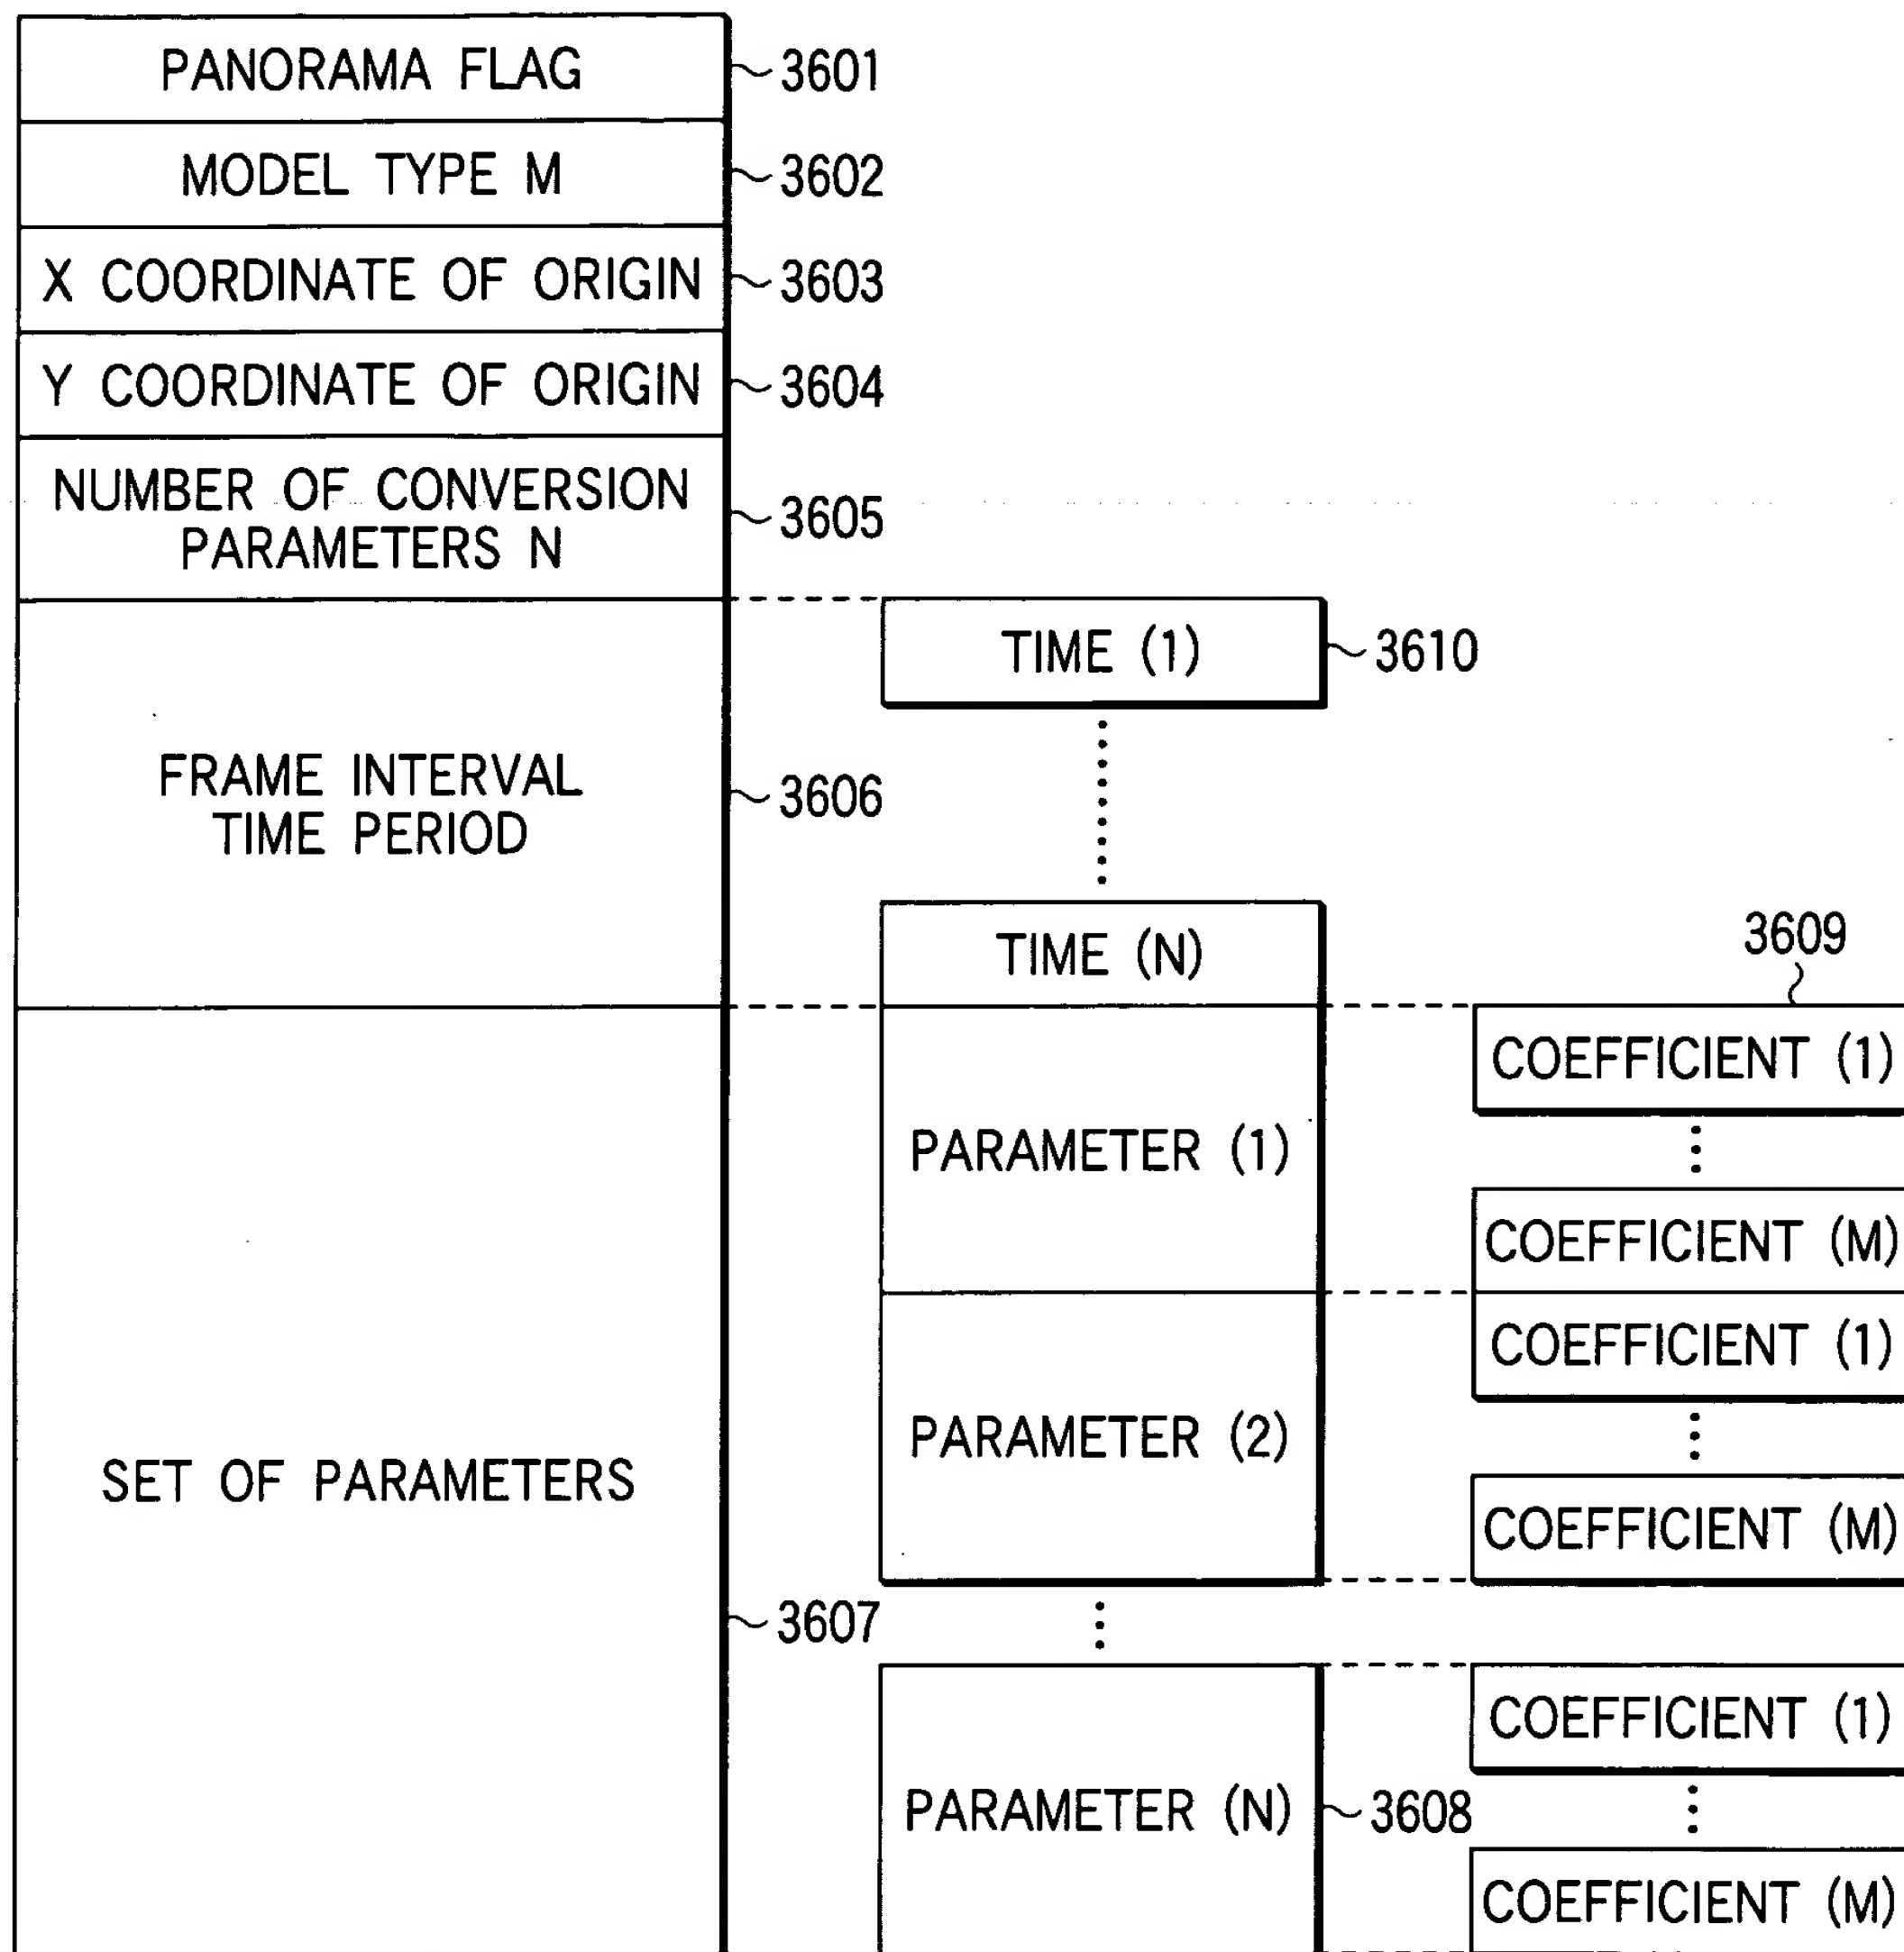 PANORAMA FLAG
3601
MODEL TYPE M
3602
X COORDINATE OF ORIGIN
3603
Y COORDINATE OF ORIGIN
3604
NUMBER OF CONVERSION
PARAMETERS N
3605
FRAME INTERVAL
TIME PERIOD
3606
TIME (1)
3610
TIME (N)
SET OF PARAMETERS
3607
PARAMETER (1)
PARAMETER (2)
PARAMETER (N)
3608
3609
COEFFICIENT (1)
COEFFICIENT (M)
COEFFICIENT (1)
COEFFICIENT (M)
COEFFICIENT (1)
COEFFICIENT (M)